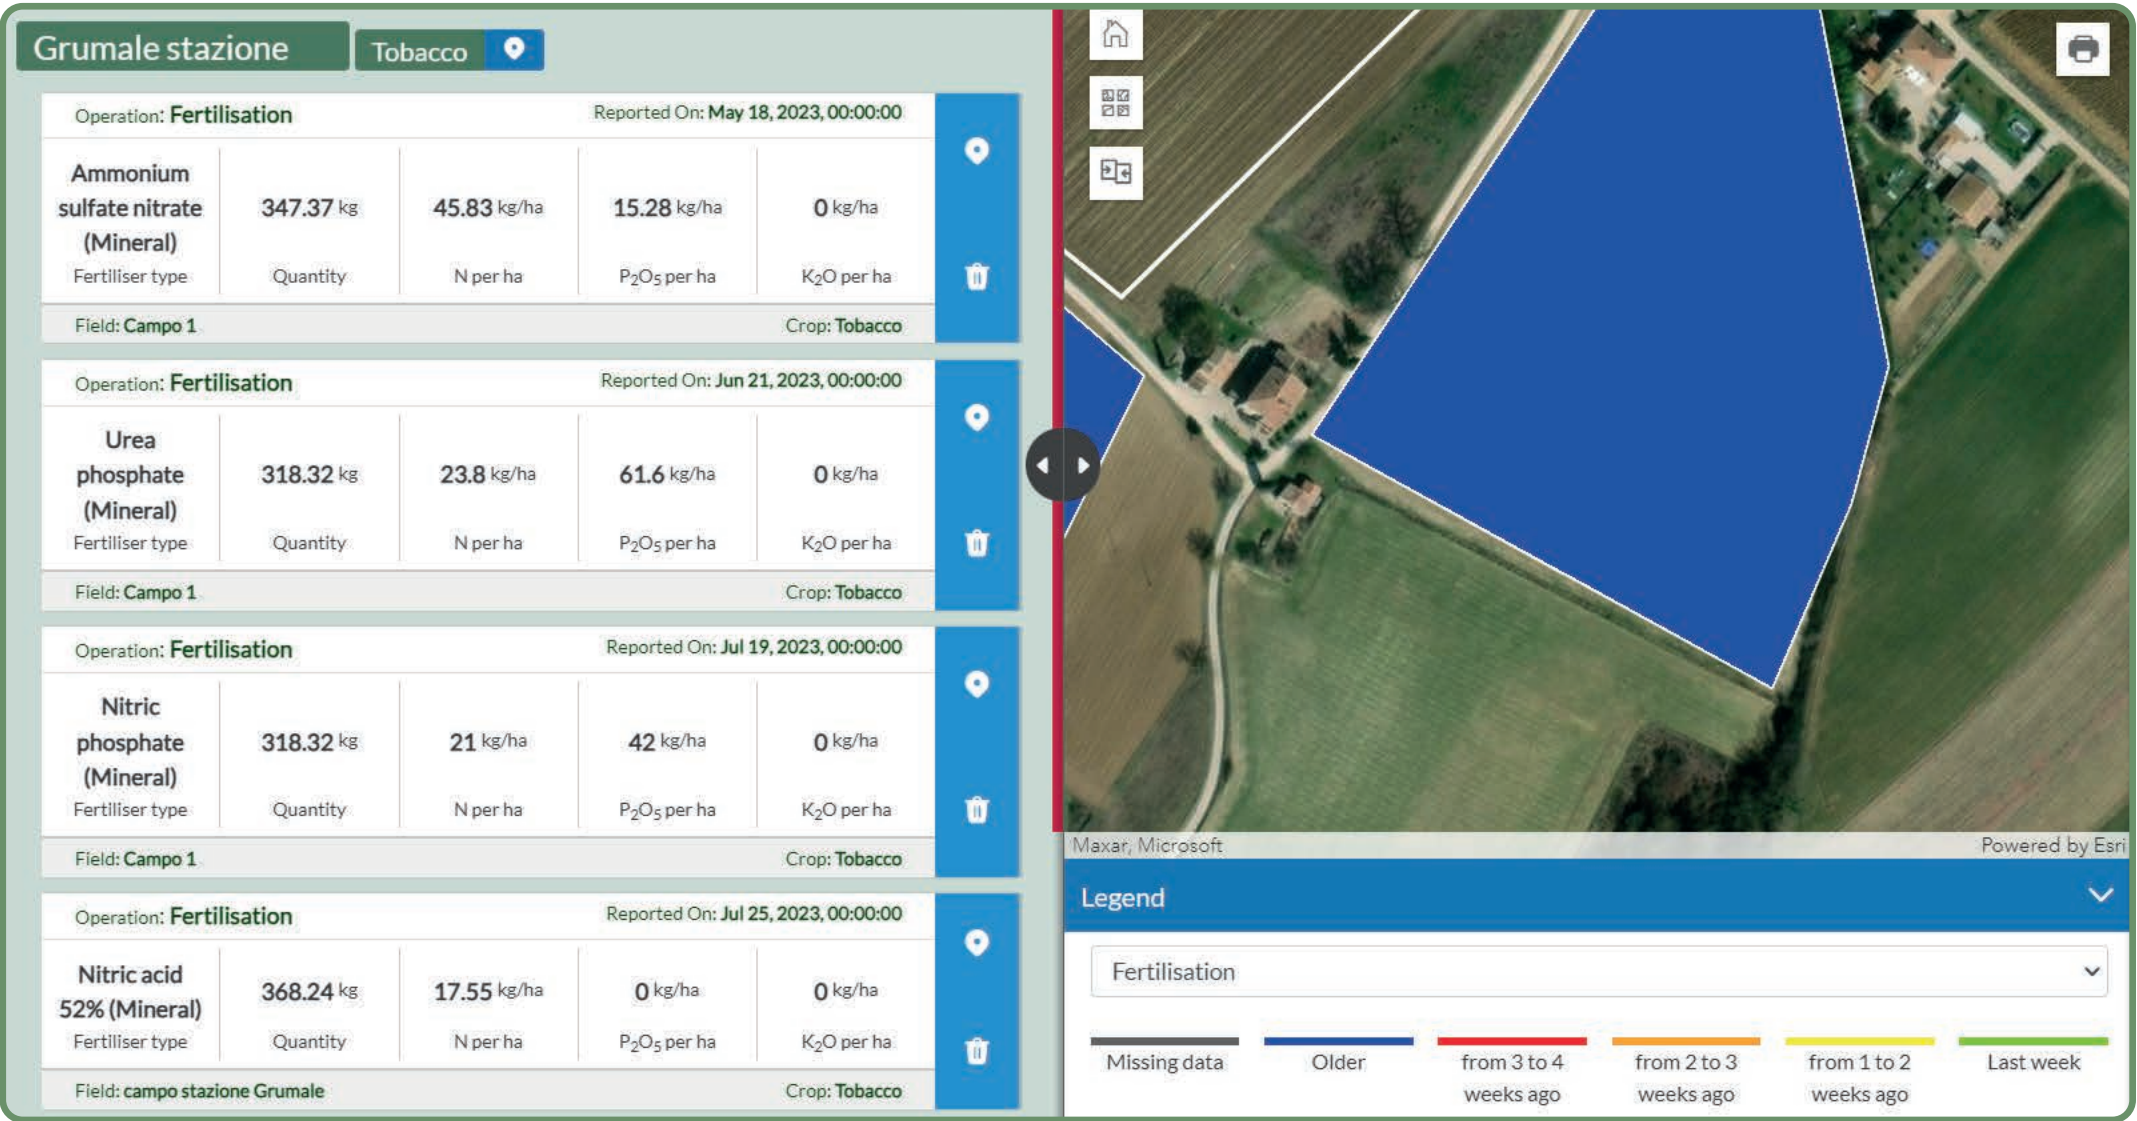 Grumale stazione
Tobacco
Operation: Fertilisation
Reported On: May 18, 2023, 00:00:00
Ammonium
sulfate nitrate
(Mineral)
Fertiliser type
347.37 kg
Quantity
45.83 kg/ha
N per ha
15.28 kg/ha
P2O5 per ha
0 kg/ha
K2O per ha
Field: Campo 1
Crop: Tobacco
Operation: Fertilisation
Reported On: Jun 21, 2023, 00:00:00
Urea
phosphate
(Mineral)
Fertiliser type
318.32 kg
Quantity
23.8 kg/ha
N per ha
61.6 kg/ha
P2O5 per ha
0 kg/ha
K2O per ha
Field: Campo 1
Crop: Tobacco
Operation: Fertilisation
Reported On: Jul 19, 2023, 00:00:00
Nitric
phosphate
(Mineral)
Fertiliser type
318.32 kg
Quantity
21 kg/ha
N per ha
42 kg/ha
P2O5 per ha
0 kg/ha
K2O per ha
Field: Campo 1
Crop: Tobacco
Operation: Fertilisation
Reported On: Jul 25, 2023, 00:00:00
Nitric acid
52% (Mineral)
Fertiliser type
368.24 kg
Quantity
17.55 kg/ha
N per ha
0 kg/ha
P2O5 per ha
0 kg/ha
K2O per ha
Field: campo stazione Grumale
Crop: Tobacco
Maxar, Microsoft
Powered by Esri
Legend
Fertilisation
Missing data
Older
from 3 to 4
weeks ago
from 2 to 3
weeks ago
from 1 to 2
weeks ago
Last week